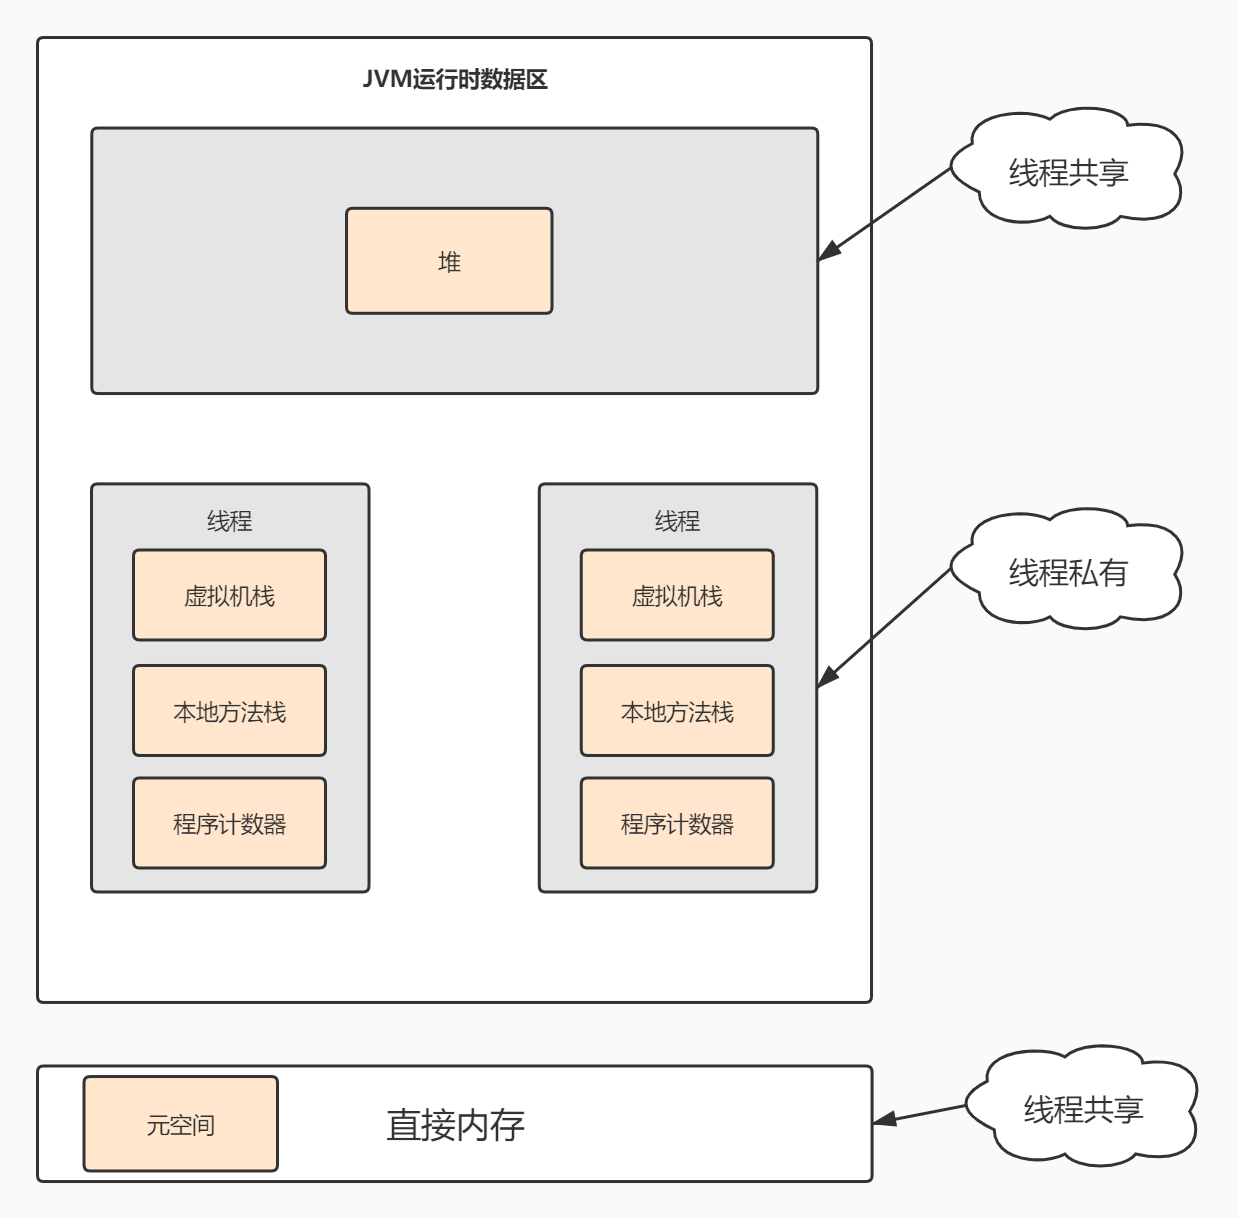 JVM运行时数据区
线程共享
堆
线程
线程
线程私有
虚拟机栈
虚拟机栈
本地方法栈
本地方法栈
程序计数器
程序计数器
元空间
直接内存
线程共享